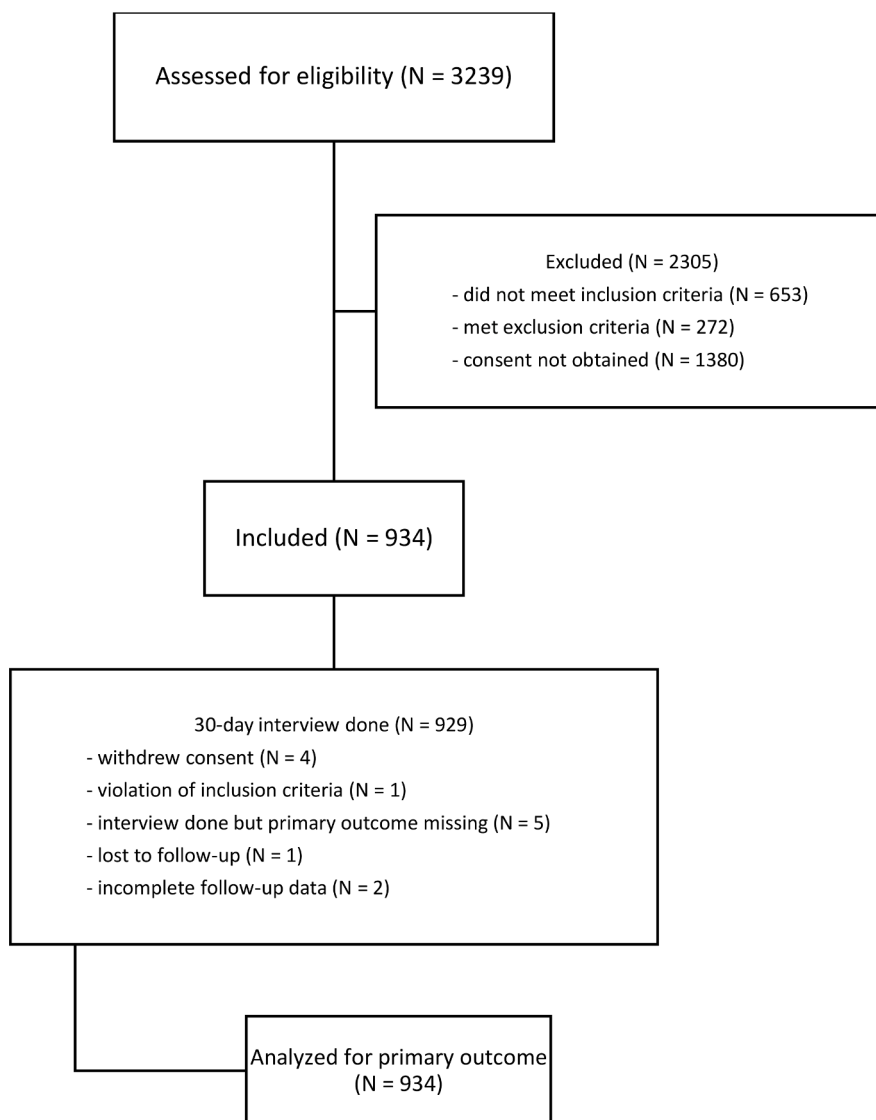 Assessed for eligibility (N = 3239)
Excluded (N = 2305)
- did not meet inclusion criteria (N = 653)
- met exclusion criteria (N = 272)
- consent not obtained (N = 1380)
Included (N = 934)
30-day interview done (N = 929)
- withdrew consent (N = 4)
- violation of inclusion criteria (N = 1)
- interview done but primary outcome missing (N = 5)
- lost to follow-up (N = 1)
- incomplete follow-up data (N = 2)
Analyzed for primary outcome
(N = 934)